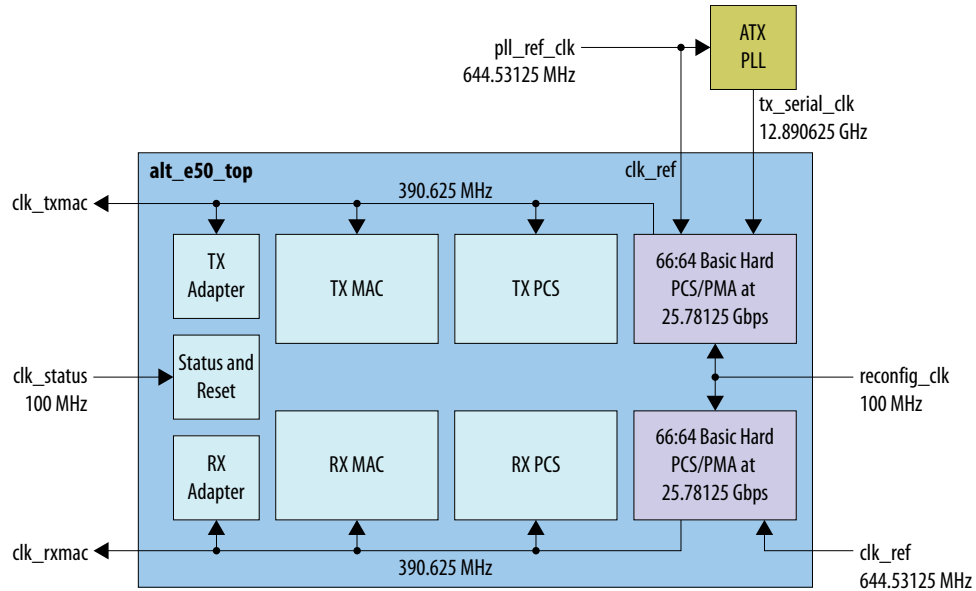 ATX
PLL
pll_ref_clk
644.53125 MHz
tx_serial_clk
12.890625 GHz
alt_e50_top
clk_ref
clk_txmac
390.625 MHz
TX
Adapter
TX MAC
TX PCS
66:64 Basic Hard
PCS/PMA at
25.78125 Gbps
clk_status
100 MHz
Status and
Reset
reconfig_clk
100 MHz
RX
Adapter
RX MAC
RX PCS
66:64 Basic Hard
PCS/PMA at
25.78125 Gbps
clk_rxmac
390.625 MHz
clk_ref
644.53125 MHz